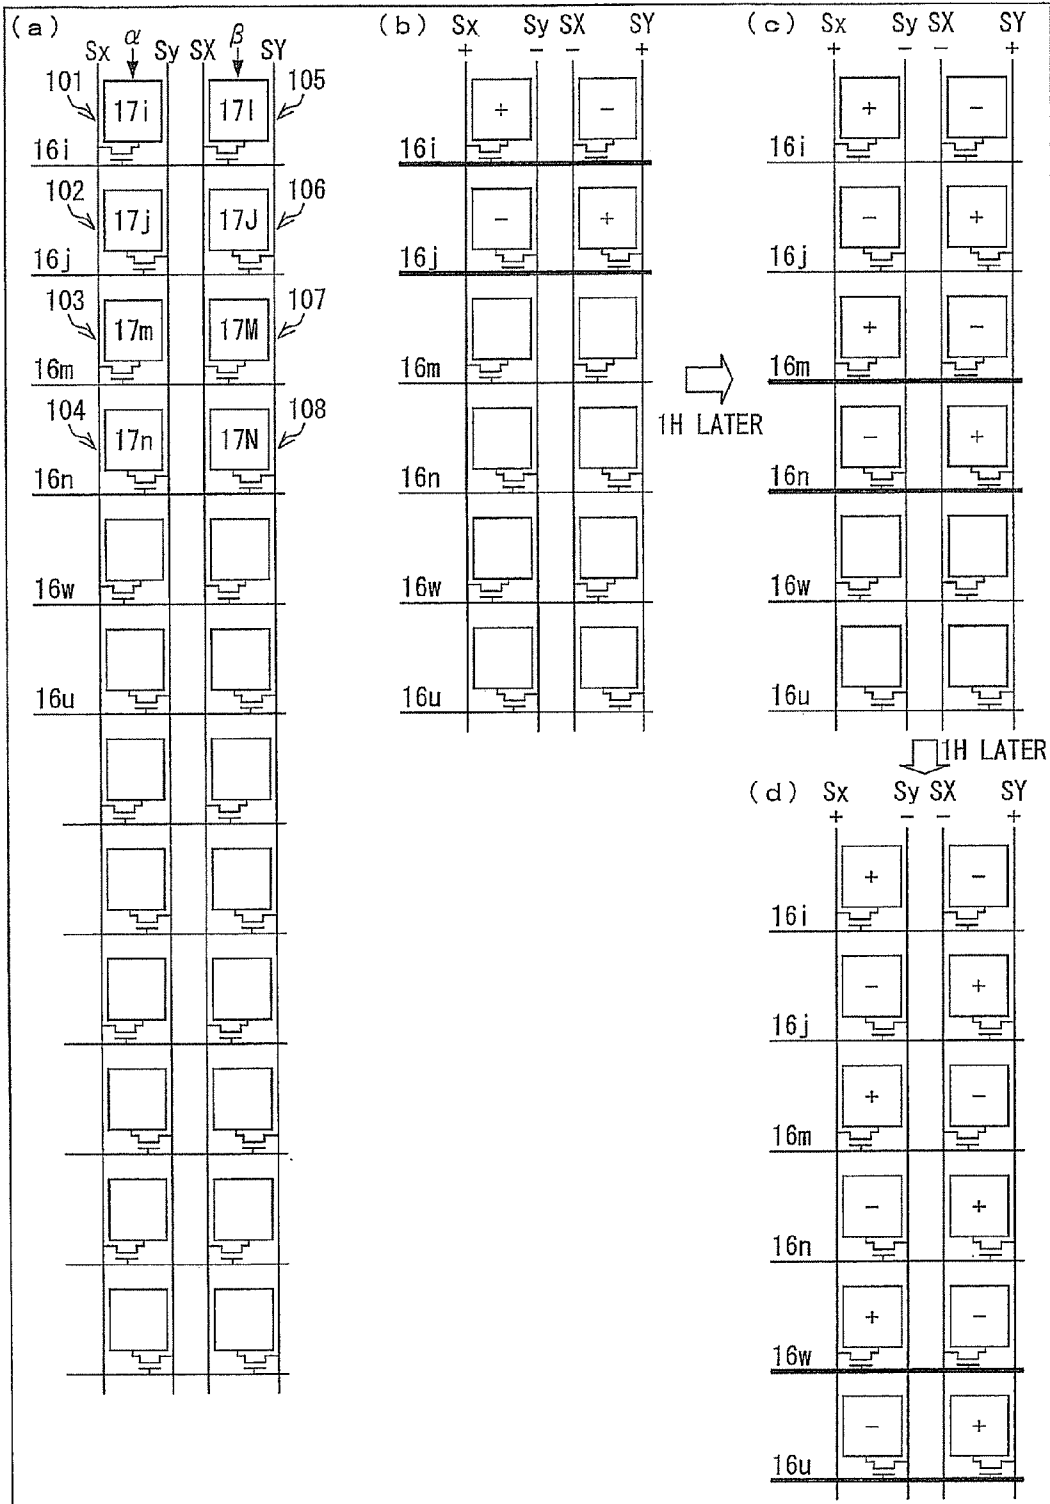 (a)
α β
Sx Sy SX SY
101 17i 17I 105
16i
102 17j 17J 106
16j
103 17m 17M 107
16m
104 17n 17N 108
16n
16w
16u
(b) Sx Sy SX SY
+ − − +
+ −
16i
− +
16j
16m
16n
16w
16u
1H LATER
(c) Sx Sy SX SY
+ − − +
+ −
16i
− +
16j
+ −
16m
− +
16n
16w
16u
1H LATER
(d) Sx Sy SX SY
+ − − +
+ −
16i
− +
16j
+ −
16m
− +
16n
+ −
16w
− +
16u